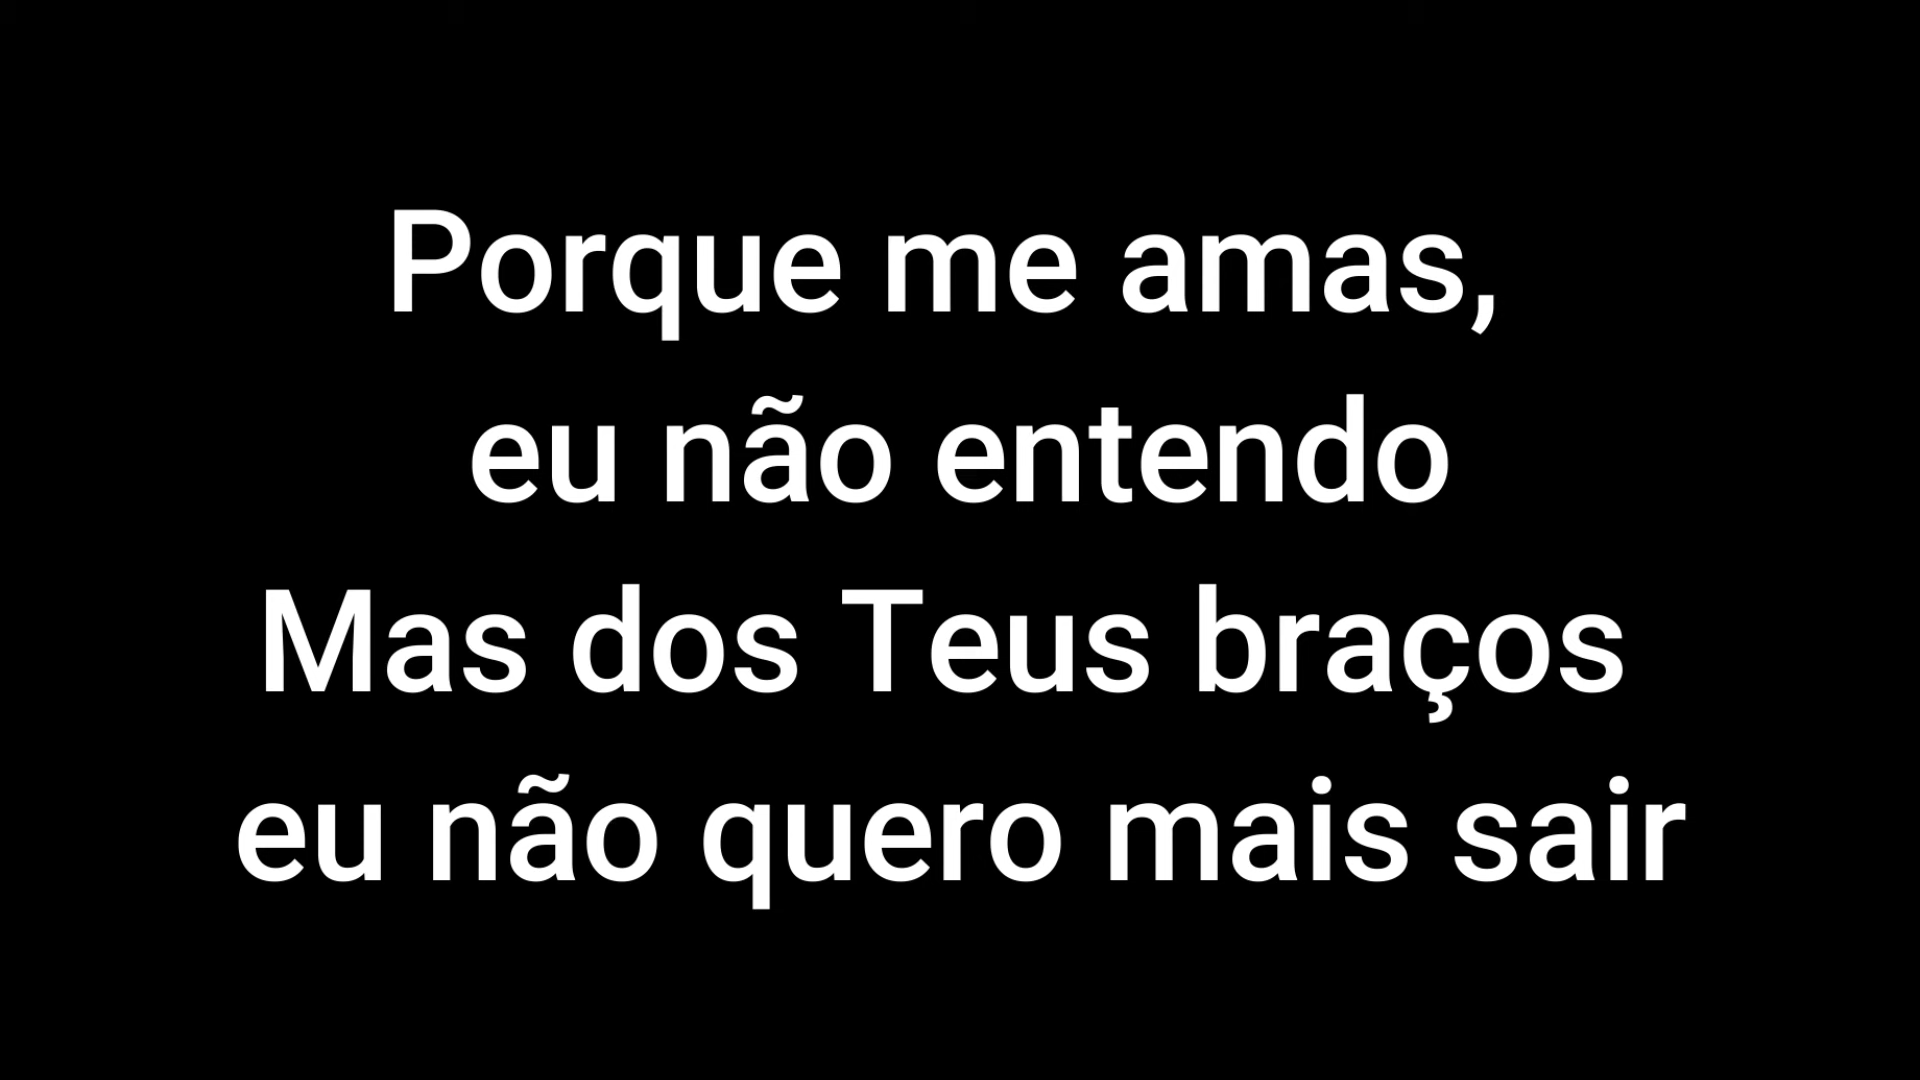 Porque me amas,
eu não entendo
Mas dos Teus braços
eu não quero mais sair